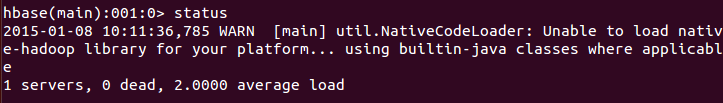 hbase(main):001:0> status
2015-01-08 10:11:36,785 WARN  [main] util.NativeCodeLoader: Unable to load nativ
e-hadoop library for your platform... using builtin-java classes where applicabl
e
1 servers, 0 dead, 2.0000 average load